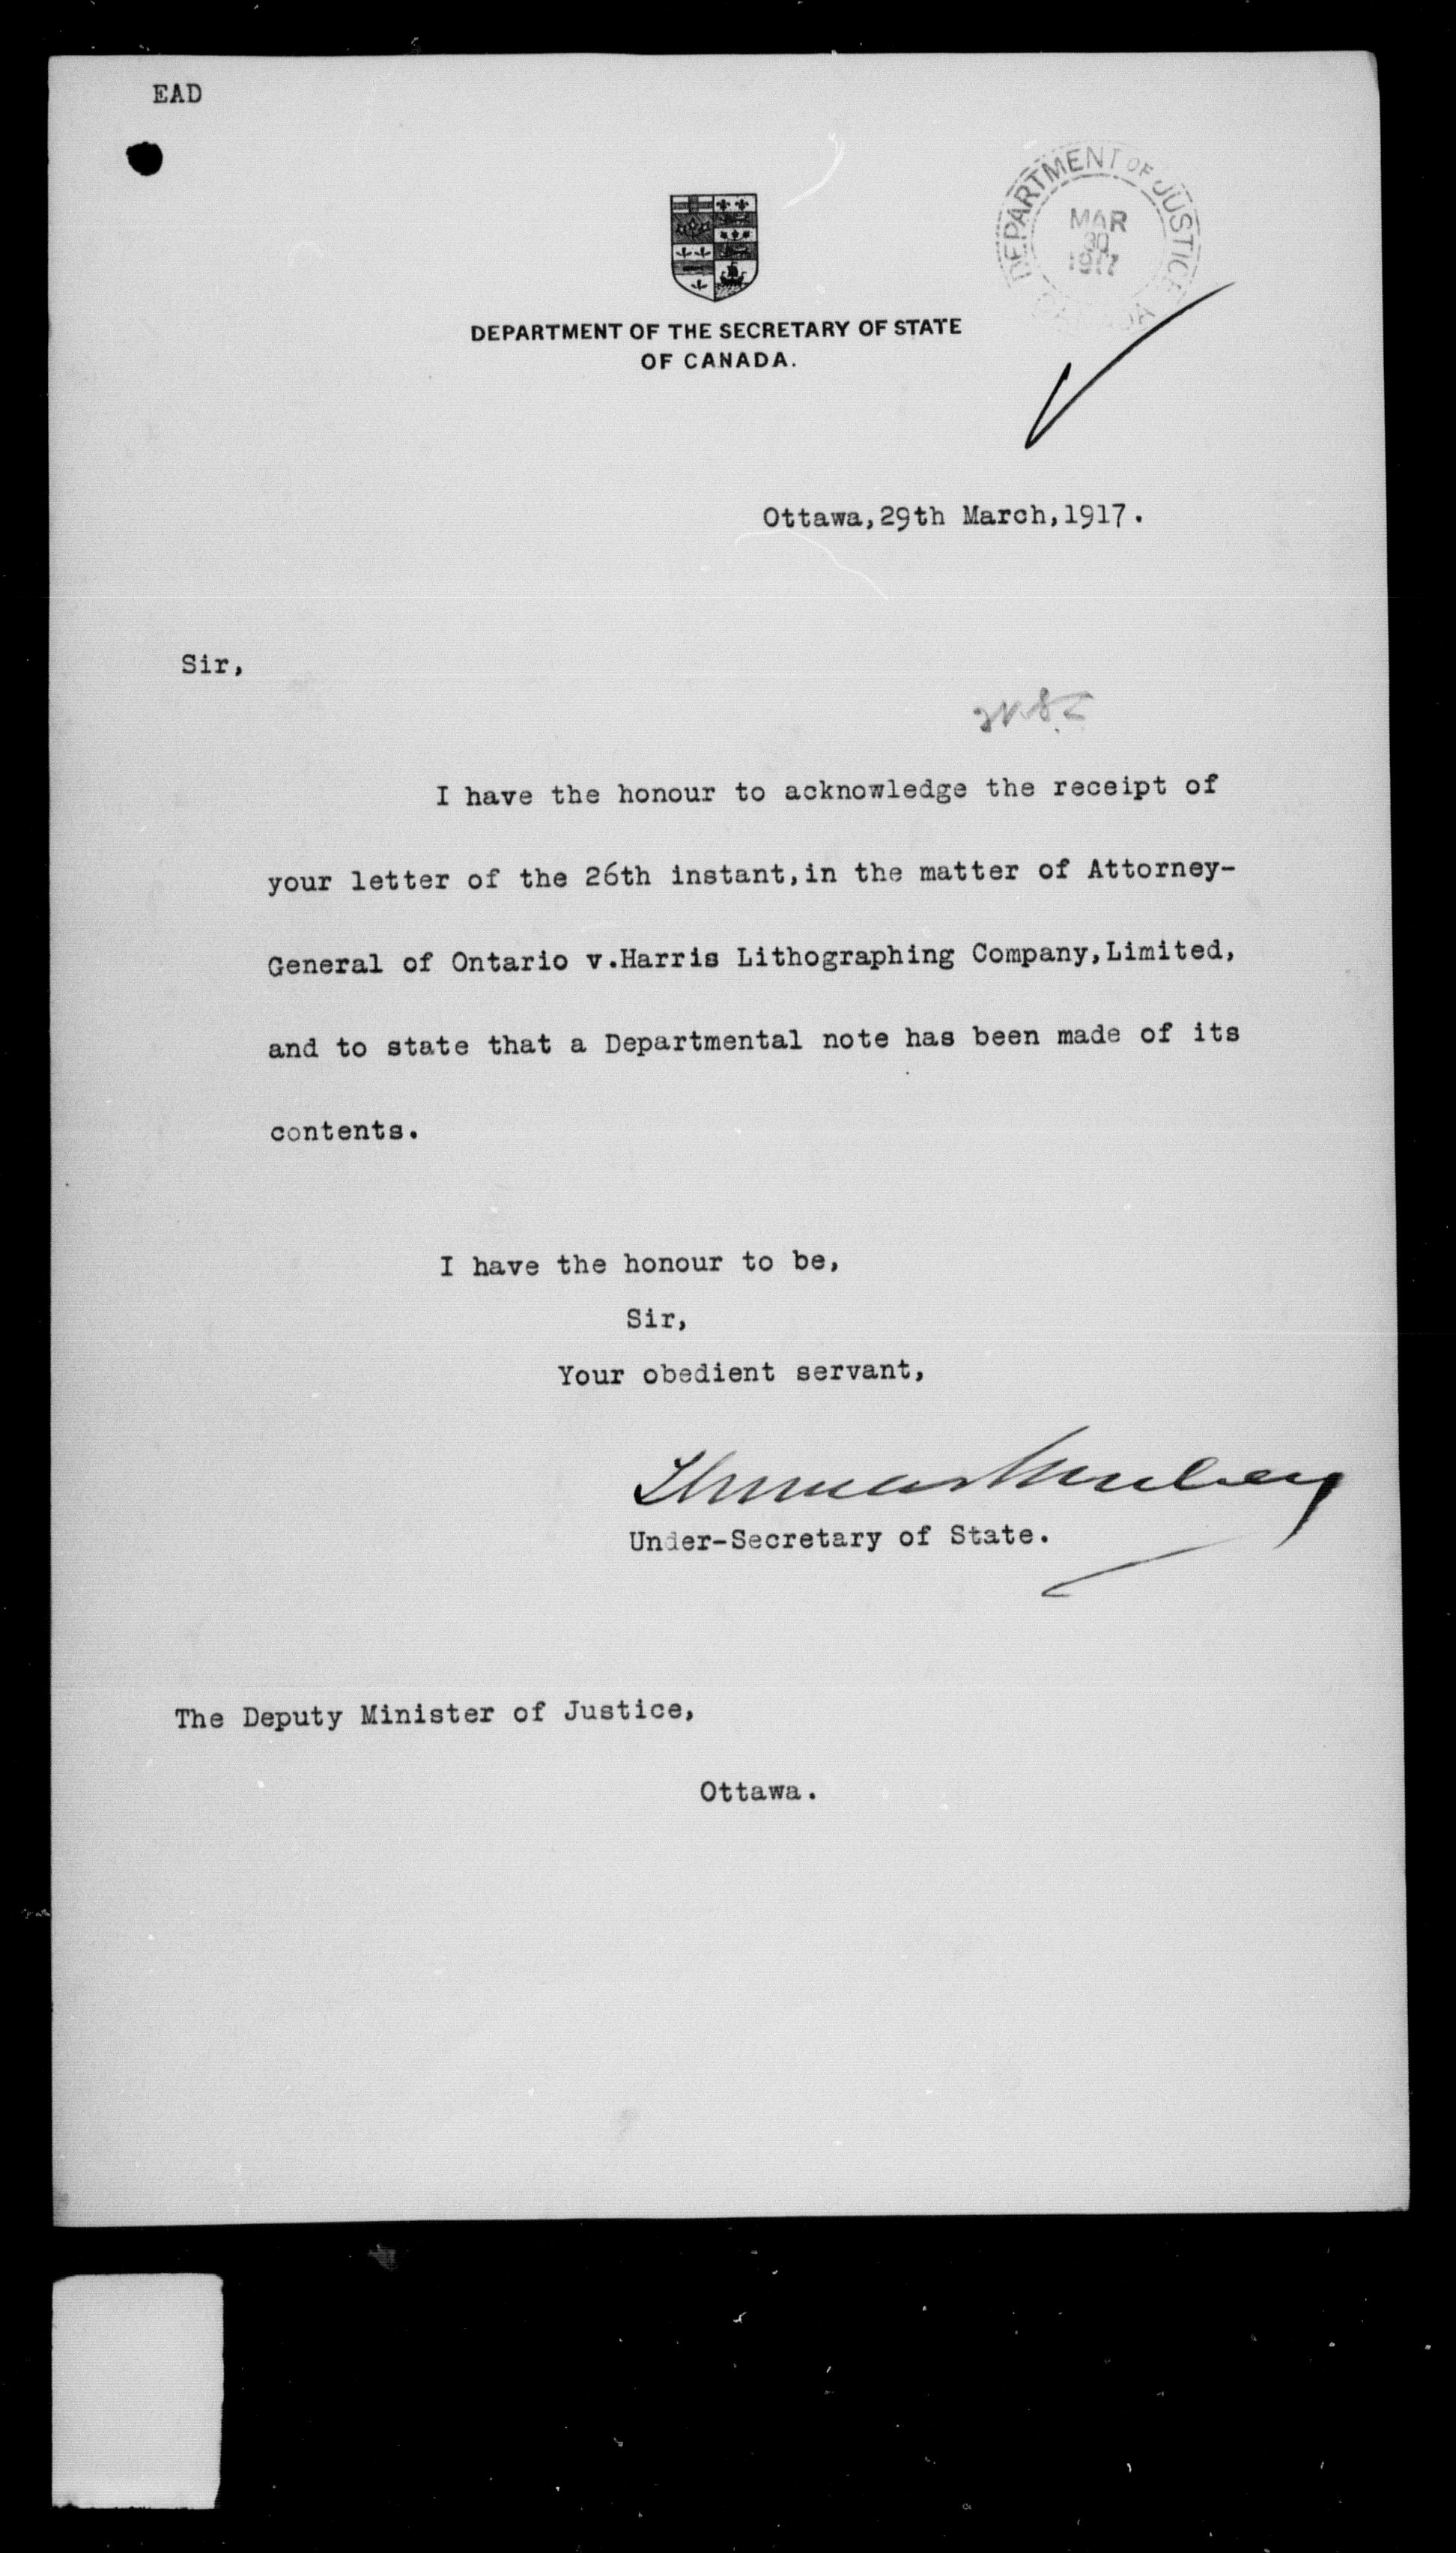 EAD
DEPARTMENT OF JUSTICE
MAR
30
1917
CANADA
DEPARTMENT OF THE SECRETARY OF STATE
OF CANADA.
Ottawa,29th March,1917.
Sir,
I have the honour to acknowledge the receipt of
your letter of the 26th instant,in the matter of Attorney-
General of Ontario v.Harris Lithographing Company,Limited,
and to state that a Departmental note has been made of its
contents.
I have the honour to be,
Sir,
Your obedient servant,
Thomas Mulvey
Under-Secretary of State.
The Deputy Minister of Justice,
Ottawa.